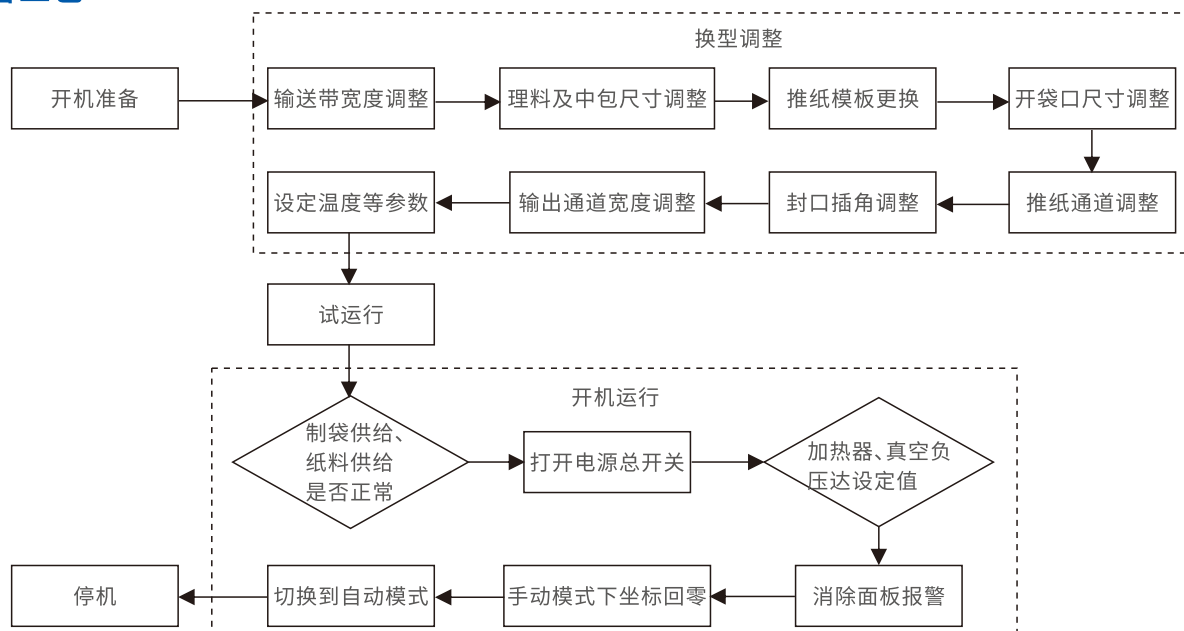 换型调整
开机准备
输送带宽度调整
理料及中包尺寸调整
推纸模板更换
开袋口尺寸调整
推纸通道调整
封口插角调整
输出通道宽度调整
设定温度等参数
试运行
开机运行
制袋供给、
纸料供给
是否正常
打开电源总开关
加热器、真空负
压达设定值
消除面板报警
手动模式下坐标回零
切换到自动模式
停机